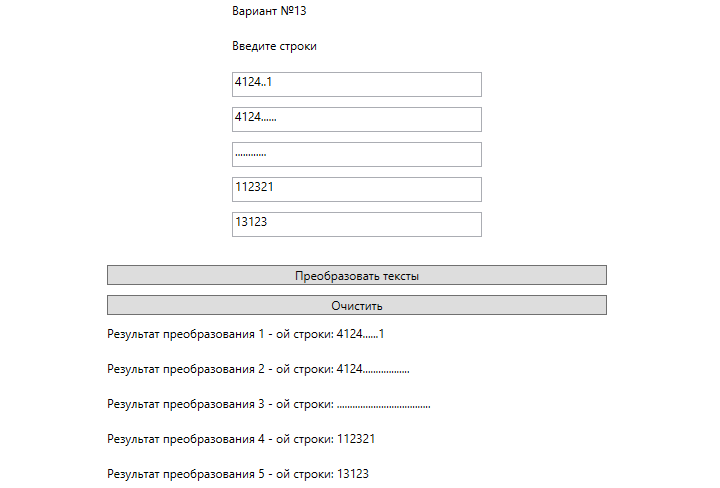 Вариант №13
Введите строки
4124..1
4124......
............
112321
13123
Преобразовать тексты
Очистить
Результат преобразования 1 - ой строки: 4124......1
Результат преобразования 2 - ой строки: 4124..................
Результат преобразования 3 - ой строки: ....................................
Результат преобразования 4 - ой строки: 112321
Результат преобразования 5 - ой строки: 13123